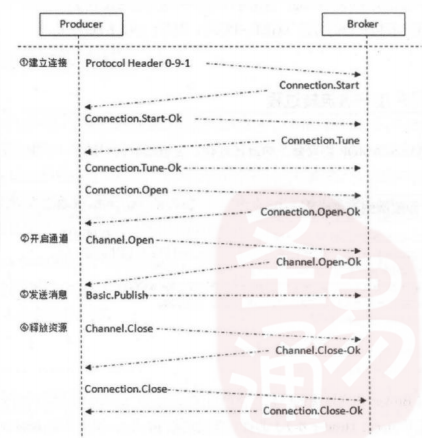 Producer
Broker
①建立连接
Protocol Header 0-9-1
Connection.Start
Connection.Start-Ok
Connection.Tune
Connection.Tune-Ok
Connection.Open
Connection.Open-Ok
②开启通道
Channel.Open
Channel.Open-Ok
③发送消息
Basic.Publish
④释放资源
Channel.Close
Channel.Close-Ok
Connection.Close
Connection.Close-Ok